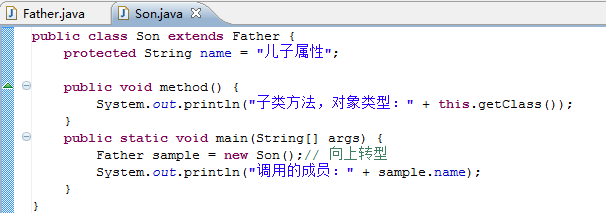 Father.java Son.java
public class Son extends Father {
protected String name = "儿子属性";
public void method() {
System.out.println("子类方法，对象类型：" + this.getClass());
}
public static void main(String[] args) {
Father sample = new Son();// 向上转型
System.out.println("调用的成员：" + sample.name);
}
}